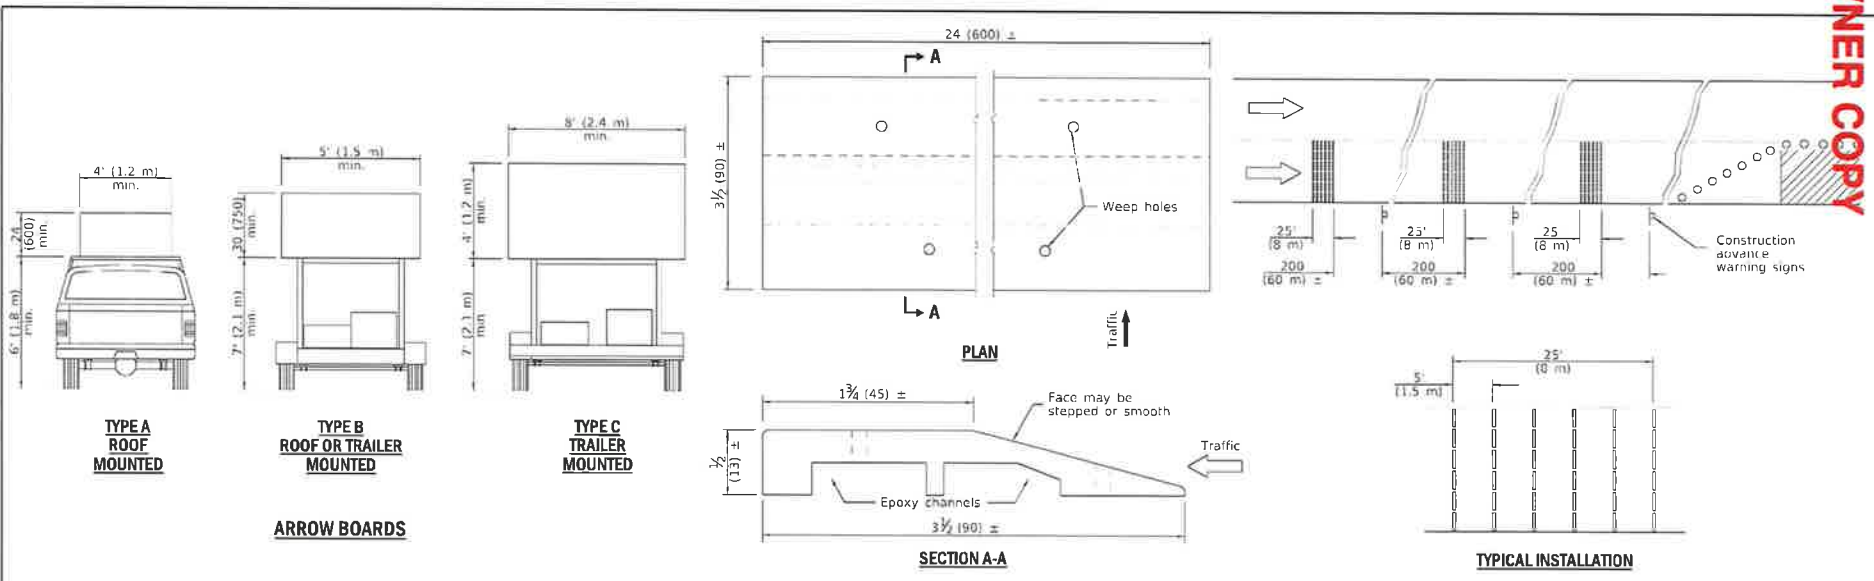 4' (1.2 m)
min.
24
(600)
min.
6' (1.8 m)
min.
TYPE A
ROOF
MOUNTED
5' (1.5 m)
min.
30 (750)
min.
7' (2.1 m)
min.
TYPE B
ROOF OR TRAILER
MOUNTED
8' (2.4 m)
min.
4' (1.2 m)
min.
7' (2.1 m)
min
TYPE C
TRAILER
MOUNTED
ARROW BOARDS
24 (600) ±
A
3½ (90) ±
Weep holes
A
Traffic
PLAN
1¾ (45) ±
Face may be
stepped or smooth
½
(13) ±
Traffic
Epoxy channels
3½ (90) ±
SECTION A-A
25'
(8 m)
25'
(8 m)
25
(8 m)
200
(60 m) ±
200
(60 m) ±
200
(60 m) ±
Construction
advance
warning signs
25'
(8 m)
5'
(1.5 m)
TYPICAL INSTALLATION
NER COPY